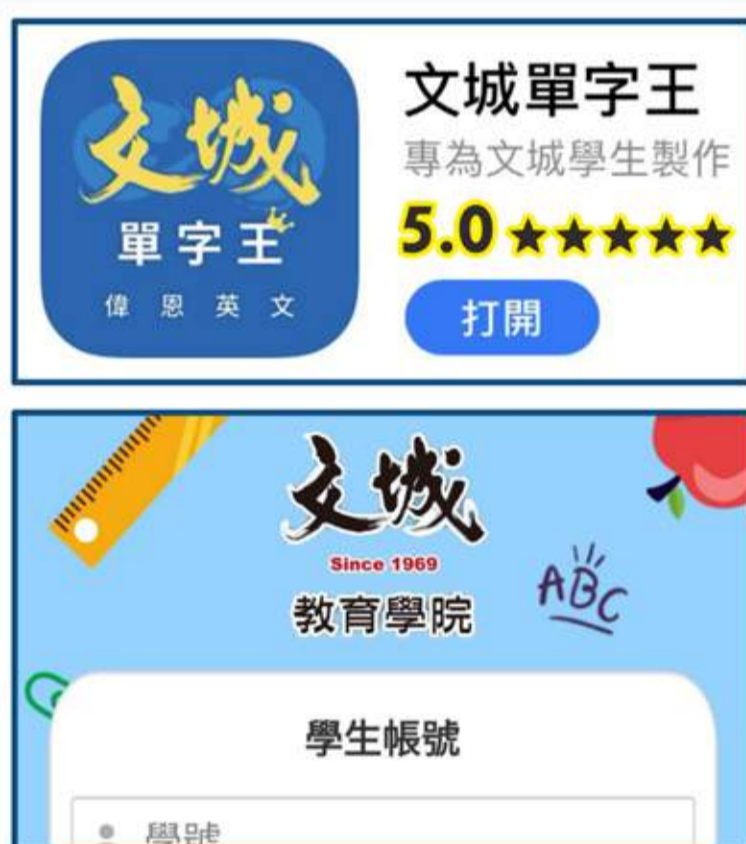 文城
單字王
偉恩英文
文城單字王
專為文城學生製作
5.0 ★★★★★
打開
文城
Since 1969
教育學院
ABC
學生帳號
學號